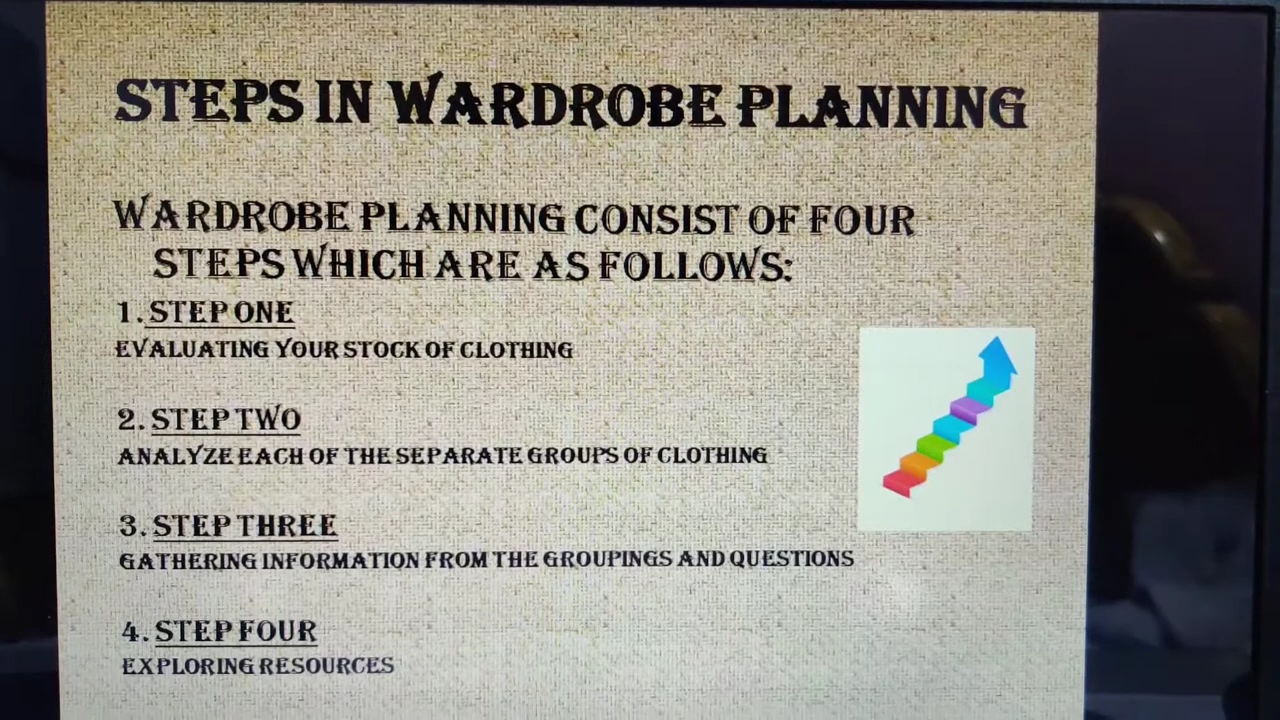 STEPS IN WARDROBE PLANNING
WARDROBE PLANNING CONSIST OF FOUR
STEPS WHICH ARE AS FOLLOWS:
1. STEP ONE
EVALUATING YOUR STOCK OF CLOTHING
2. STEP TWO
ANALYZE EACH OF THE SEPARATE GROUPS OF CLOTHING
3. STEP THREE
GATHERING INFORMATION FROM THE GROUPINGS AND QUESTIONS
4. STEP FOUR
EXPLORING RESOURCES